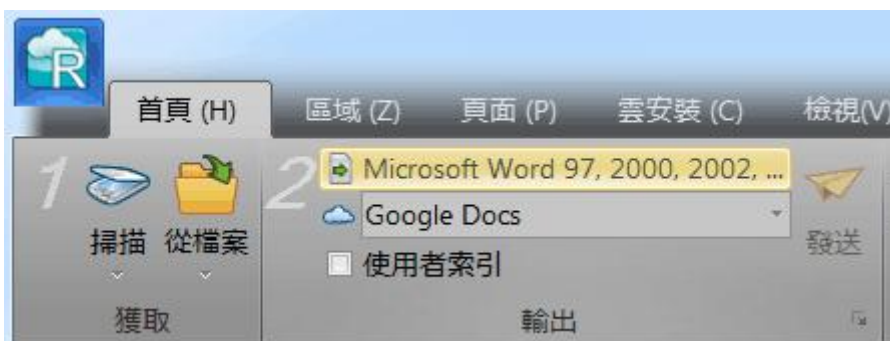 R
首頁 (H) 區域 (Z) 頁面 (P) 雲安裝 (C) 檢視(V)
1 掃描 從檔案
獲取
2 Microsoft Word 97, 2000, 2002, ...
Google Docs
使用者索引
發送
輸出